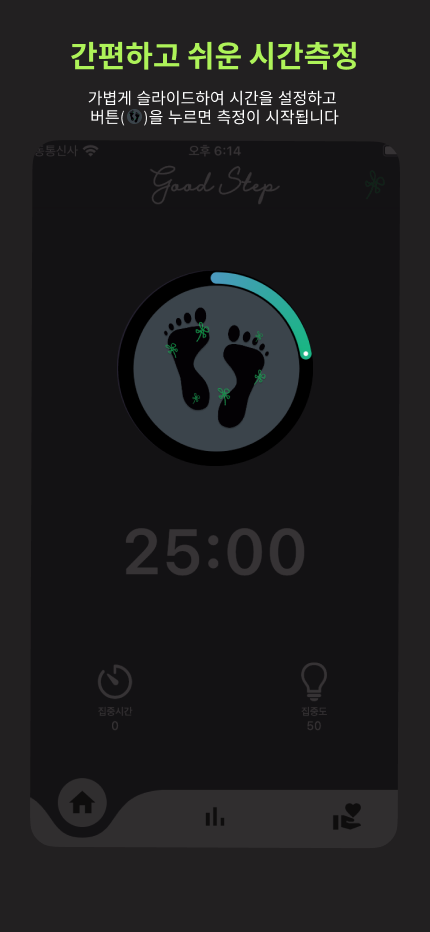 간편하고 쉬운 시간측정
가볍게 슬라이드하여 시간을 설정하고
버튼( )을 누르면 측정이 시작됩니다
통신사 오후 6:14
Good Step
25:00
집중시간 집중도
0 50